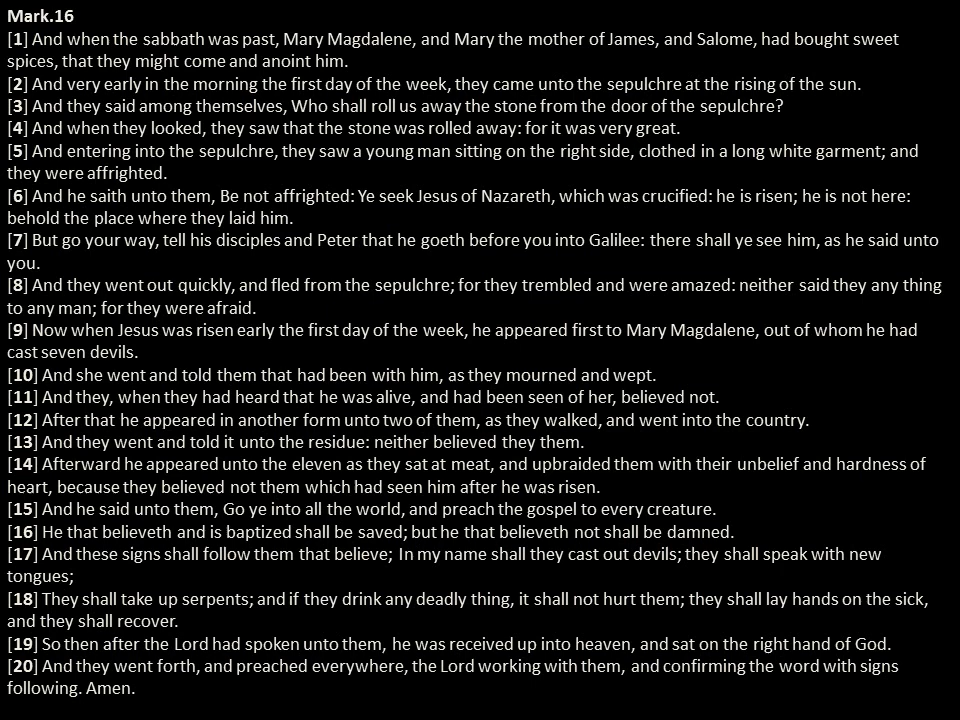 Mark.16
[1] And when the sabbath was past, Mary Magdalene, and Mary the mother of James, and Salome, had bought sweet
spices, that they might come and anoint him.
[2] And very early in the morning the first day of the week, they came unto the sepulchre at the rising of the sun.
[3] And they said among themselves, Who shall roll us away the stone from the door of the sepulchre?
[4] And when they looked, they saw that the stone was rolled away: for it was very great.
[5] And entering into the sepulchre, they saw a young man sitting on the right side, clothed in a long white garment; and
they were affrighted.
[6] And he saith unto them, Be not affrighted: Ye seek Jesus of Nazareth, which was crucified: he is risen; he is not here:
behold the place where they laid him.
[7] But go your way, tell his disciples and Peter that he goeth before you into Galilee: there shall ye see him, as he said unto
you.
[8] And they went out quickly, and fled from the sepulchre; for they trembled and were amazed: neither said they any thing
to any man; for they were afraid.
[9] Now when Jesus was risen early the first day of the week, he appeared first to Mary Magdalene, out of whom he had
cast seven devils.
[10] And she went and told them that had been with him, as they mourned and wept.
[11] And they, when they had heard that he was alive, and had been seen of her, believed not.
[12] After that he appeared in another form unto two of them, as they walked, and went into the country.
[13] And they went and told it unto the residue: neither believed they them.
[14] Afterward he appeared unto the eleven as they sat at meat, and upbraided them with their unbelief and hardness of
heart, because they believed not them which had seen him after he was risen.
[15] And he said unto them, Go ye into all the world, and preach the gospel to every creature.
[16] He that believeth and is baptized shall be saved; but he that believeth not shall be damned.
[17] And these signs shall follow them that believe; In my name shall they cast out devils; they shall speak with new
tongues;
[18] They shall take up serpents; and if they drink any deadly thing, it shall not hurt them; they shall lay hands on the sick,
and they shall recover.
[19] So then after the Lord had spoken unto them, he was received up into heaven, and sat on the right hand of God.
[20] And they went forth, and preached everywhere, the Lord working with them, and confirming the word with signs
following. Amen.